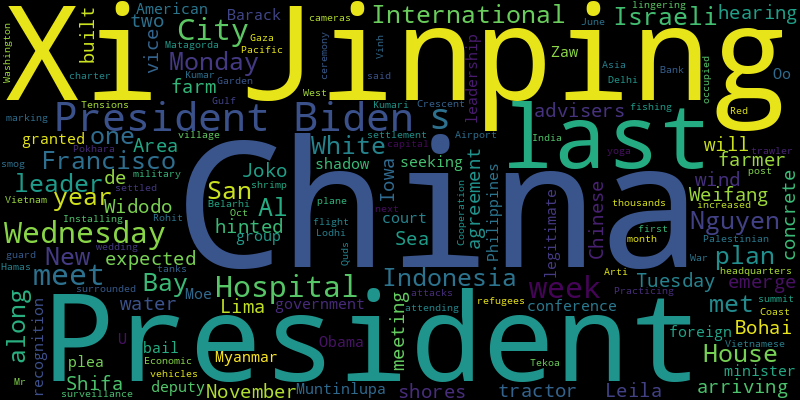 Xi Jinping
Washington
built
vice
two
American
Barack
Matagorda
City
Monday
Gaza
Pacific
cameras
ceremony
Vinh
said
International
leadership
June
lingering
Israeli
hearing
Zaw
Asia
Delhi
Bank
occupied
Oo
charter
farm
Kumar
Garden
Gulf
West
Kumari
Crescent
fishing
Red
marking
Tensions
President Biden
s
last
advisers
granted
one
village
Area
White
settlement
Airport
capital
India
yoga
trawler
will
farmer
post
smog
Francisco
Pokhara
military
China
Joko
shadow
seeking
Iowa
agreement
Philippines
wind
concrete
leader
de
settled
San
year
Vietnam
Widodo
Installing
Rohit
Belarhi
shrimp
Oct
Al
plane
next
court
Cooperation
legitimate
Chinese
Weifang
increased
thousands
Nguyen
Wednesday
wedding
hinted
group
flight
Lodhi
Sea
first
month
Palestinian
War
plan
New
expected
guard
Hamas
tanks
Quds
Indonesia
Arti
Practicing
Tuesday
headquarters
emerge
meet
surrounded
Bay
Moe
Hospital
attacks
attending
week
refugees
met
summit
Coast
along
recognition
water
Lima
government
meeting
conference
Bohai
President
U
Obama
foreign
Vietnamese
House
bail
plea
Economic
vehicles
Myanmar
Tekoa
minister
Mr
Shifa
surveillance
deputy
November
Muntinlupa
shores
tractor
Leila
arriving